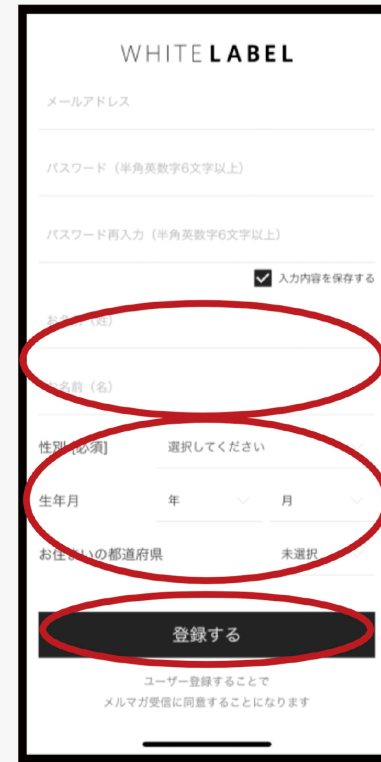 WHITE LABEL
メールアドレス
パスワード（半角英数字6文字以上）
パスワード再入力（半角英数字6文字以上）
入力内容を保存する
お名前（姓）
お名前（名）
性別 [必須] 選択してください
生年月 年 月
お住まいの都道府県 未選択
登録する
ユーザー登録することで
メルマガ受信に同意することになります